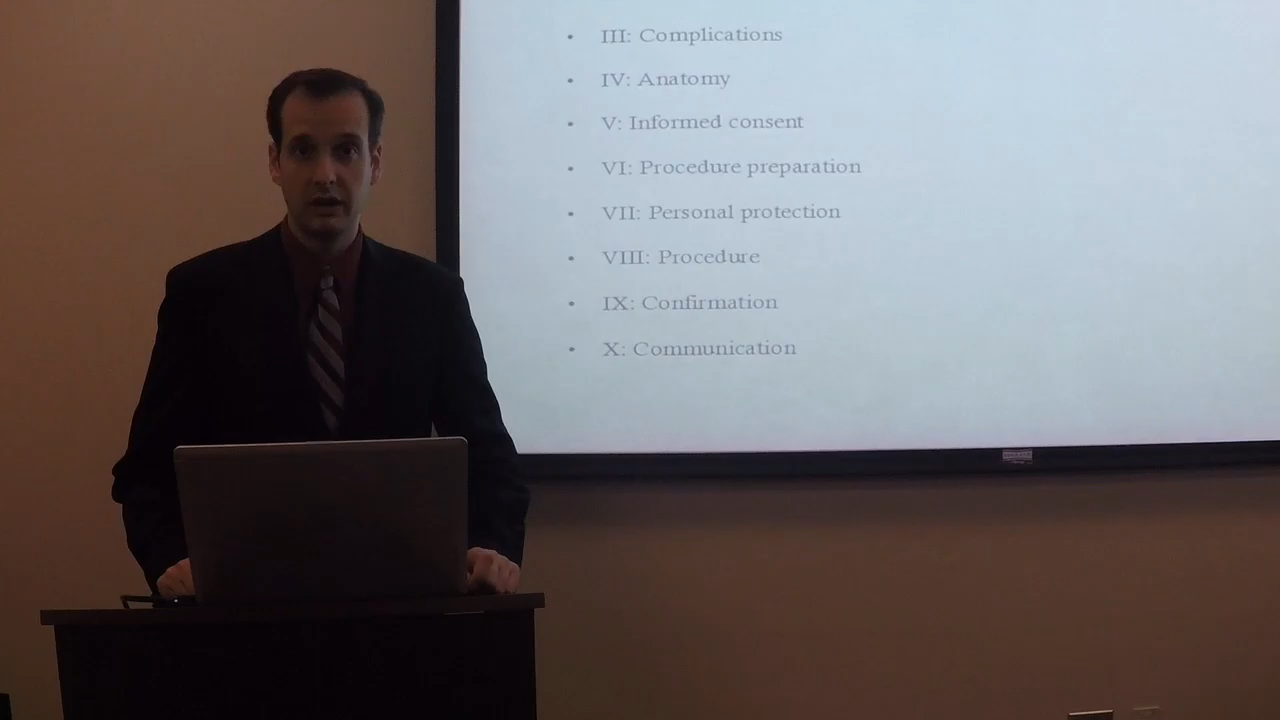 • III: Complications
• IV: Anatomy
• V: Informed consent
• VI: Procedure preparation
• VII: Personal protection
• VIII: Procedure
• IX: Confirmation
• X: Communication